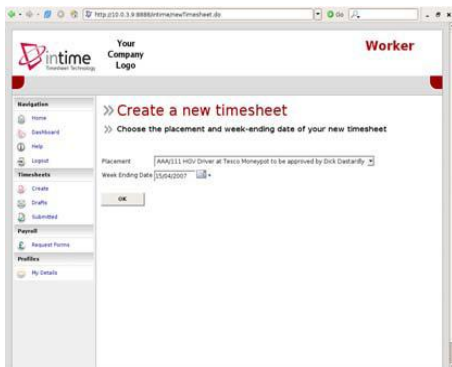 http://10.0.3.9:8888/intime/newTimesheet.do
Go
intime
Timesheet Technology
Your
Company
Logo
Worker
Navigation
Home
Dashboard
Help
Logout
Timesheets
Create
Drafts
Submitted
Payroll
Request Forms
Profiles
My Details
Create a new timesheet
Choose the placement and week-ending date of your new timesheet
Placement AAA/111 HGV Driver at Tesco Moneypot to be approved by Dick Dastardly
Week Ending Date 15/04/2007
OK